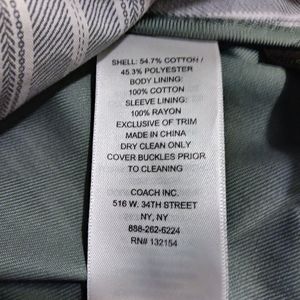 SHELL: 54.7% COTTON /
45.3% POLYESTER
BODY LINING:
100% COTTON
SLEEVE LINING:
100% RAYON
EXCLUSIVE OF TRIM
MADE IN CHINA
DRY CLEAN ONLY
COVER BUCKLES PRIOR
TO CLEANING
COACH INC.
516 W. 34TH STREET
NY, NY
888-262-6224
RN# 132154